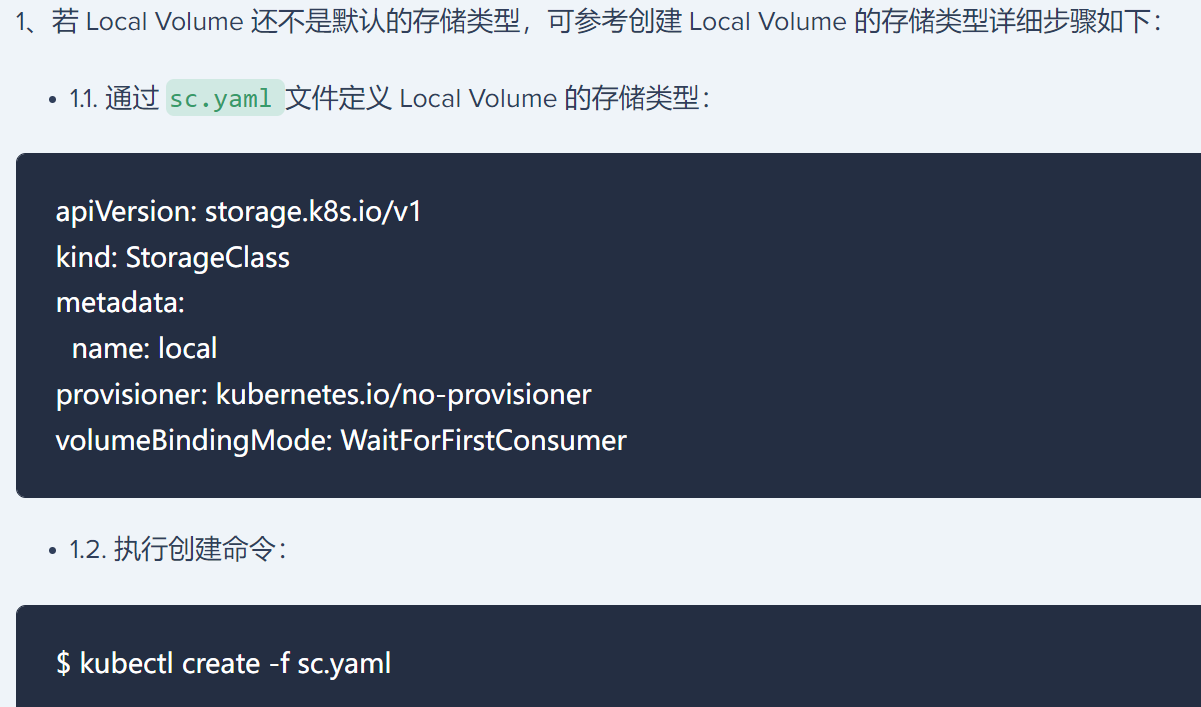 1、若 Local Volume 还不是默认的存储类型，可参考创建 Local Volume 的存储类型详细步骤如下：
• 1.1. 通过 sc.yaml 文件定义 Local Volume 的存储类型：
apiVersion: storage.k8s.io/v1
kind: StorageClass
metadata:
  name: local
provisioner: kubernetes.io/no-provisioner
volumeBindingMode: WaitForFirstConsumer
• 1.2. 执行创建命令：
$ kubectl create -f sc.yaml